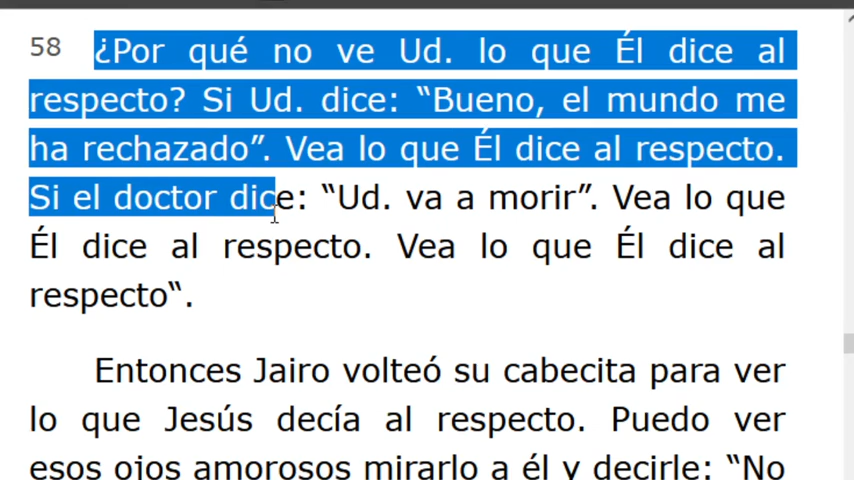 58 ¿Por qué no ve Ud. lo que Él dice al
respecto? Si Ud. dice: “Bueno, el mundo me
ha rechazado”. Vea lo que Él dice al respecto.
Si el doctor dice: “Ud. va a morir”. Vea lo que
Él dice al respecto. Vea lo que Él dice al
respecto“.
Entonces Jairo volteó su cabecita para ver
lo que Jesús decía al respecto. Puedo ver
esos ojos amorosos mirarlo a él y decirle: “No